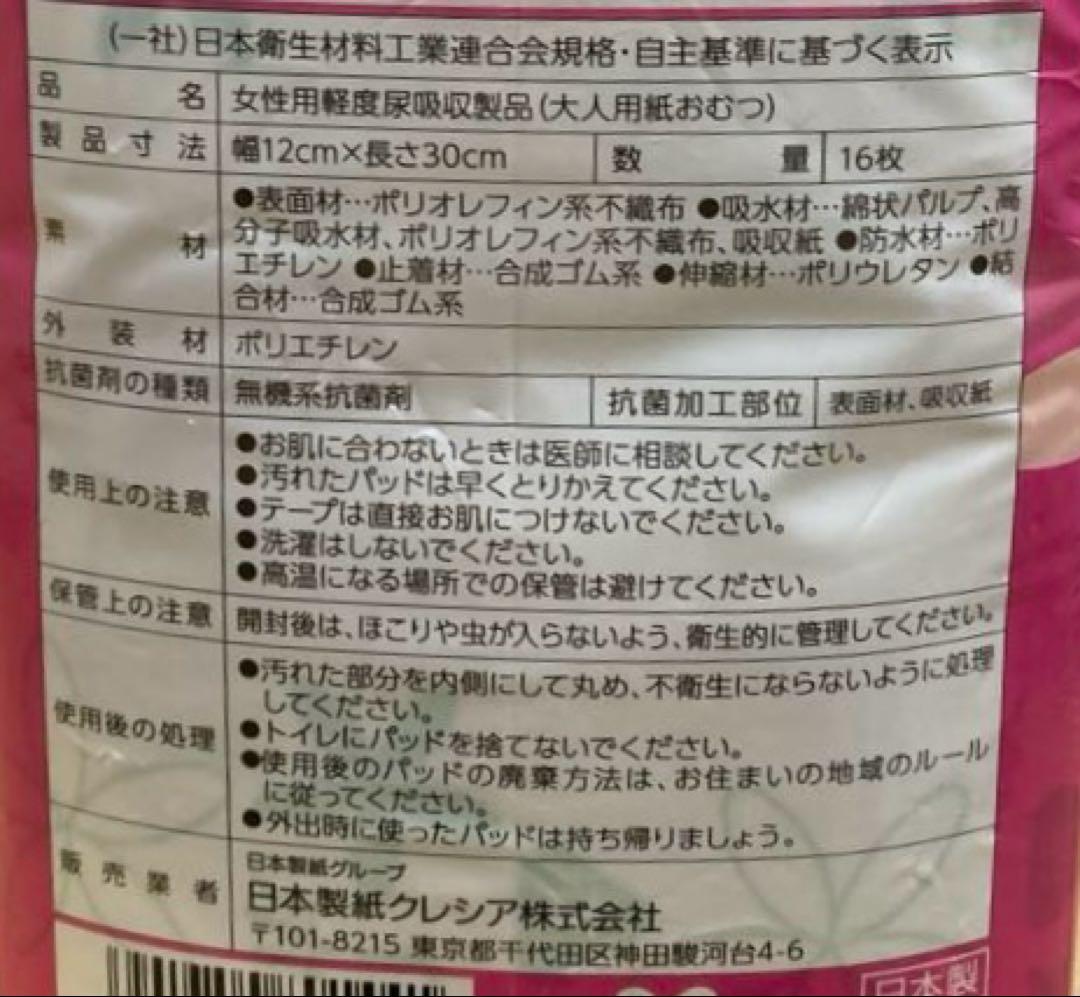 (一社)日本衛生材料工業連合会規格・自主基準に基づく表示
品名 女性用軽度尿吸収製品(大人用紙おむつ)
製品寸法 幅12cm×長さ30cm 数量 16枚
素材 ●表面材…ポリオレフィン系不織布 ●吸水材…綿状パルプ、高
分子吸水材、ポリオレフィン系不織布、吸収紙 ●防水材…ポリ
エチレン ●止着材…合成ゴム系 ●伸縮材…ポリウレタン ●結
合材…合成ゴム系
外装材 ポリエチレン
抗菌剤の種類 無機系抗菌剤 抗菌加工部位 表面材、吸収紙
使用上の注意 ●お肌に合わないときは医師に相談してください。
●汚れたパッドは早くとりかえてください。
●テープは直接お肌につけないでください。
●洗濯はしないでください。
●高温になる場所での保管は避けてください。
保管上の注意 開封後は、ほこりや虫が入らないよう、衛生的に管理してください。
使用後の処理 ●汚れた部分を内側にして丸め、不衛生にならないように処理
してください。
●トイレにパッドを捨てないでください。
●使用後のパッドの廃棄方法は、お住まいの地域のルール
に従ってください。
●外出時に使ったパッドは持ち帰りましょう。
販売業者 日本製紙グループ
日本製紙クレシア株式会社
〒101-8215 東京都千代田区神田駿河台4-6
日本製